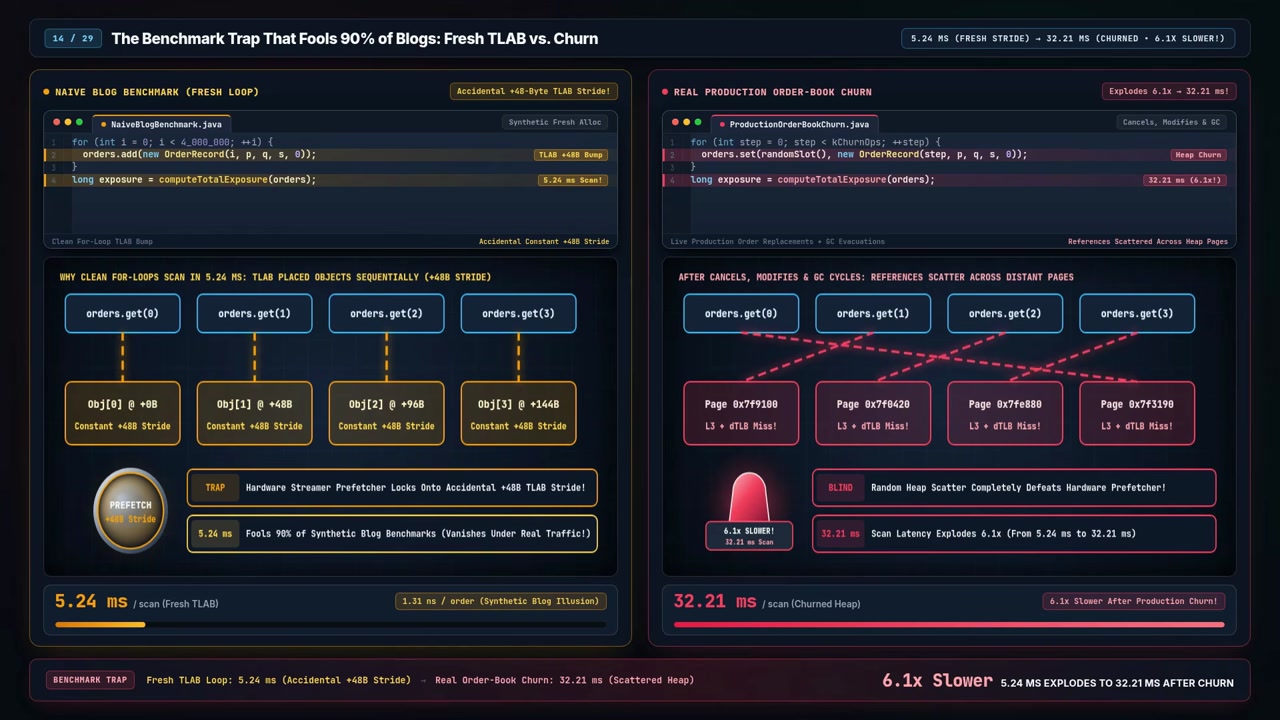 14 / 29
The Benchmark Trap That Fools 90% of Blogs: Fresh TLAB vs. Churn
5.24 MS (FRESH STRIDE) → 32.21 MS (CHURNED • 6.1X SLOWER!)
NAIVE BLOG BENCHMARK (FRESH LOOP)
Accidental +48-Byte TLAB Stride!
NaiveBlogBenchmark.java
Synthetic Fresh Alloc
1 for (int i = 0; i < 4_000_000; ++i) {
2 orders.add(new OrderRecord(i, p, q, s, 0));
TLAB +48B Bump
3 }
4 long exposure = computeTotalExposure(orders);
5.24 ms Scan!
Clean For-Loop TLAB Bump
Accidental Constant +48B Stride
WHY CLEAN FOR-LOOPS SCAN IN 5.24 MS: TLAB PLACED OBJECTS SEQUENTIALLY (+48B STRIDE)
orders.get(0)
orders.get(1)
orders.get(2)
orders.get(3)
Obj[0] @ +0B
Constant +48B Stride
Obj[1] @ +48B
Constant +48B Stride
Obj[2] @ +96B
Constant +48B Stride
Obj[3] @ +144B
Constant +48B Stride
PREFETCH
+48B Stride
TRAP
Hardware Streamer Prefetcher Locks Onto Accidental +48B TLAB Stride!
5.24 ms
Fools 90% of Synthetic Blog Benchmarks (Vanishes Under Real Traffic!)
5.24 ms / scan (Fresh TLAB)
1.31 ns / order (Synthetic Blog Illusion)
REAL PRODUCTION ORDER-BOOK CHURN
Explodes 6.1x → 32.21 ms!
ProductionOrderBookChurn.java
Cancels, Modifies & GC
1 for (int step = 0; step < kChurnOps; ++step) {
2 orders.set(randomSlot(), new OrderRecord(step, p, q, s, 0));
Heap Churn
3 }
4 long exposure = computeTotalExposure(orders);
32.21 ms (6.1x!)
Live Production Order Replacements + GC Evacuations
References Scattered Across Heap Pages
AFTER CANCELS, MODIFIES & GC CYCLES: REFERENCES SCATTER ACROSS DISTANT PAGES
orders.get(0)
orders.get(1)
orders.get(2)
orders.get(3)
Page 0x7f9100
L3 + dTLB Miss!
Page 0x7f0420
L3 + dTLB Miss!
Page 0x7fe880
L3 + dTLB Miss!
Page 0x7f3190
L3 + dTLB Miss!
6.1x SLOWER!
32.21 ms Scan
BLIND
Random Heap Scatter Completely Defeats Hardware Prefetcher!
32.21 ms
Scan Latency Explodes 6.1x (From 5.24 ms to 32.21 ms)
32.21 ms / scan (Churned Heap)
6.1x Slower After Production Churn!
BENCHMARK TRAP
Fresh TLAB Loop: 5.24 ms (Accidental +48B Stride) → Real Order-Book Churn: 32.21 ms (Scattered Heap)
6.1x Slower 5.24 MS EXPLODES TO 32.21 MS AFTER CHURN